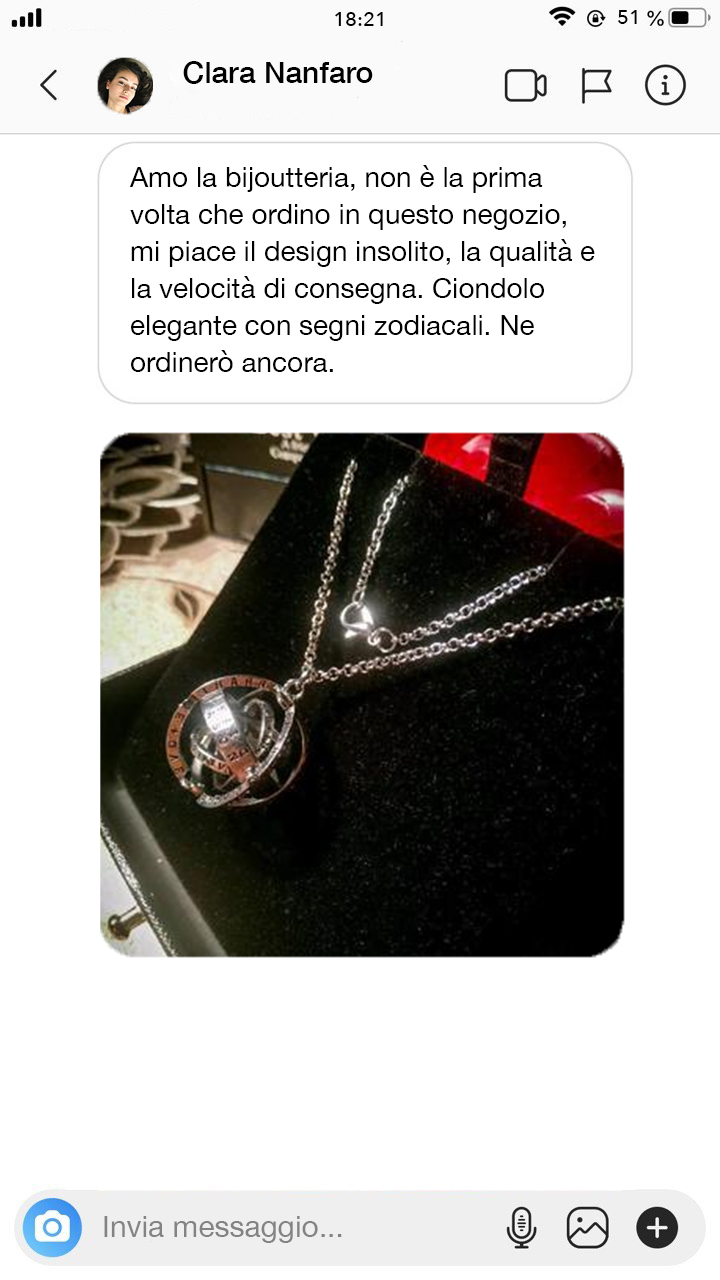 18:21
51 %
Clara Nanfaro
Amo la bijoutteria, non è la prima
volta che ordino in questo negozio,
mi piace il design insolito, la qualità e
la velocità di consegna. Ciondolo
elegante con segni zodiacali. Ne
ordinerò ancora.
Invia messaggio...